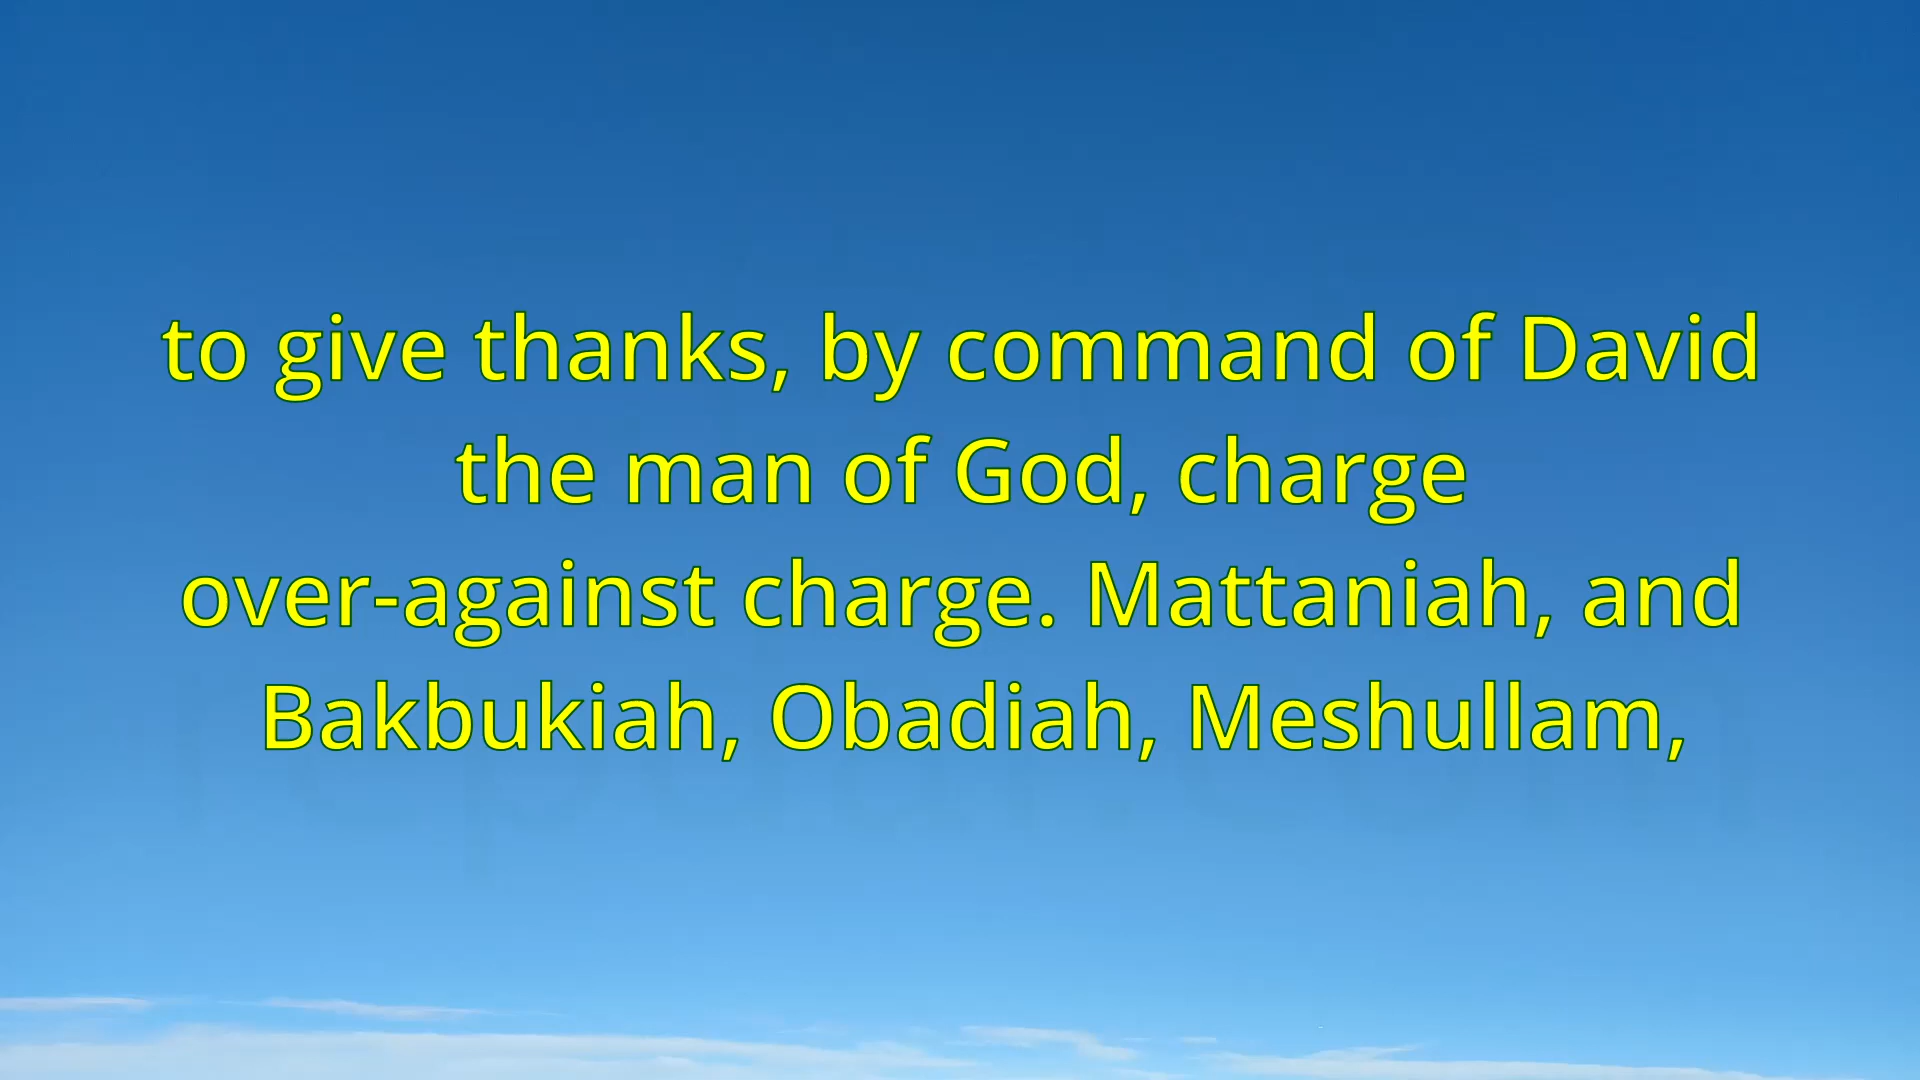 to give thanks, by command of David
the man of God, charge
over-against charge. Mattaniah, and
Bakbukiah, Obadiah, Meshullam,